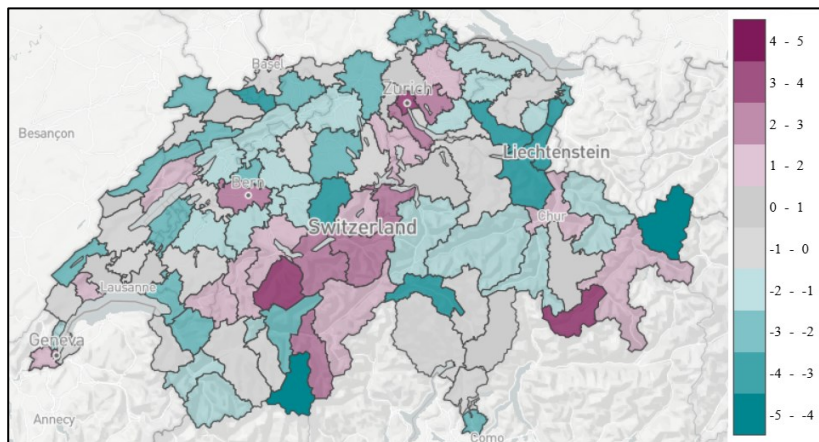 Basel
Zürich
Besançon
Liechtenstein
Bern
Chur
Switzerland
Lausanne
Geneva
Annecy
Como
4 - 5
3 - 4
2 - 3
1 - 2
0 - 1
-1 - 0
-2 - -1
-3 - -2
-4 - -3
-5 - -4